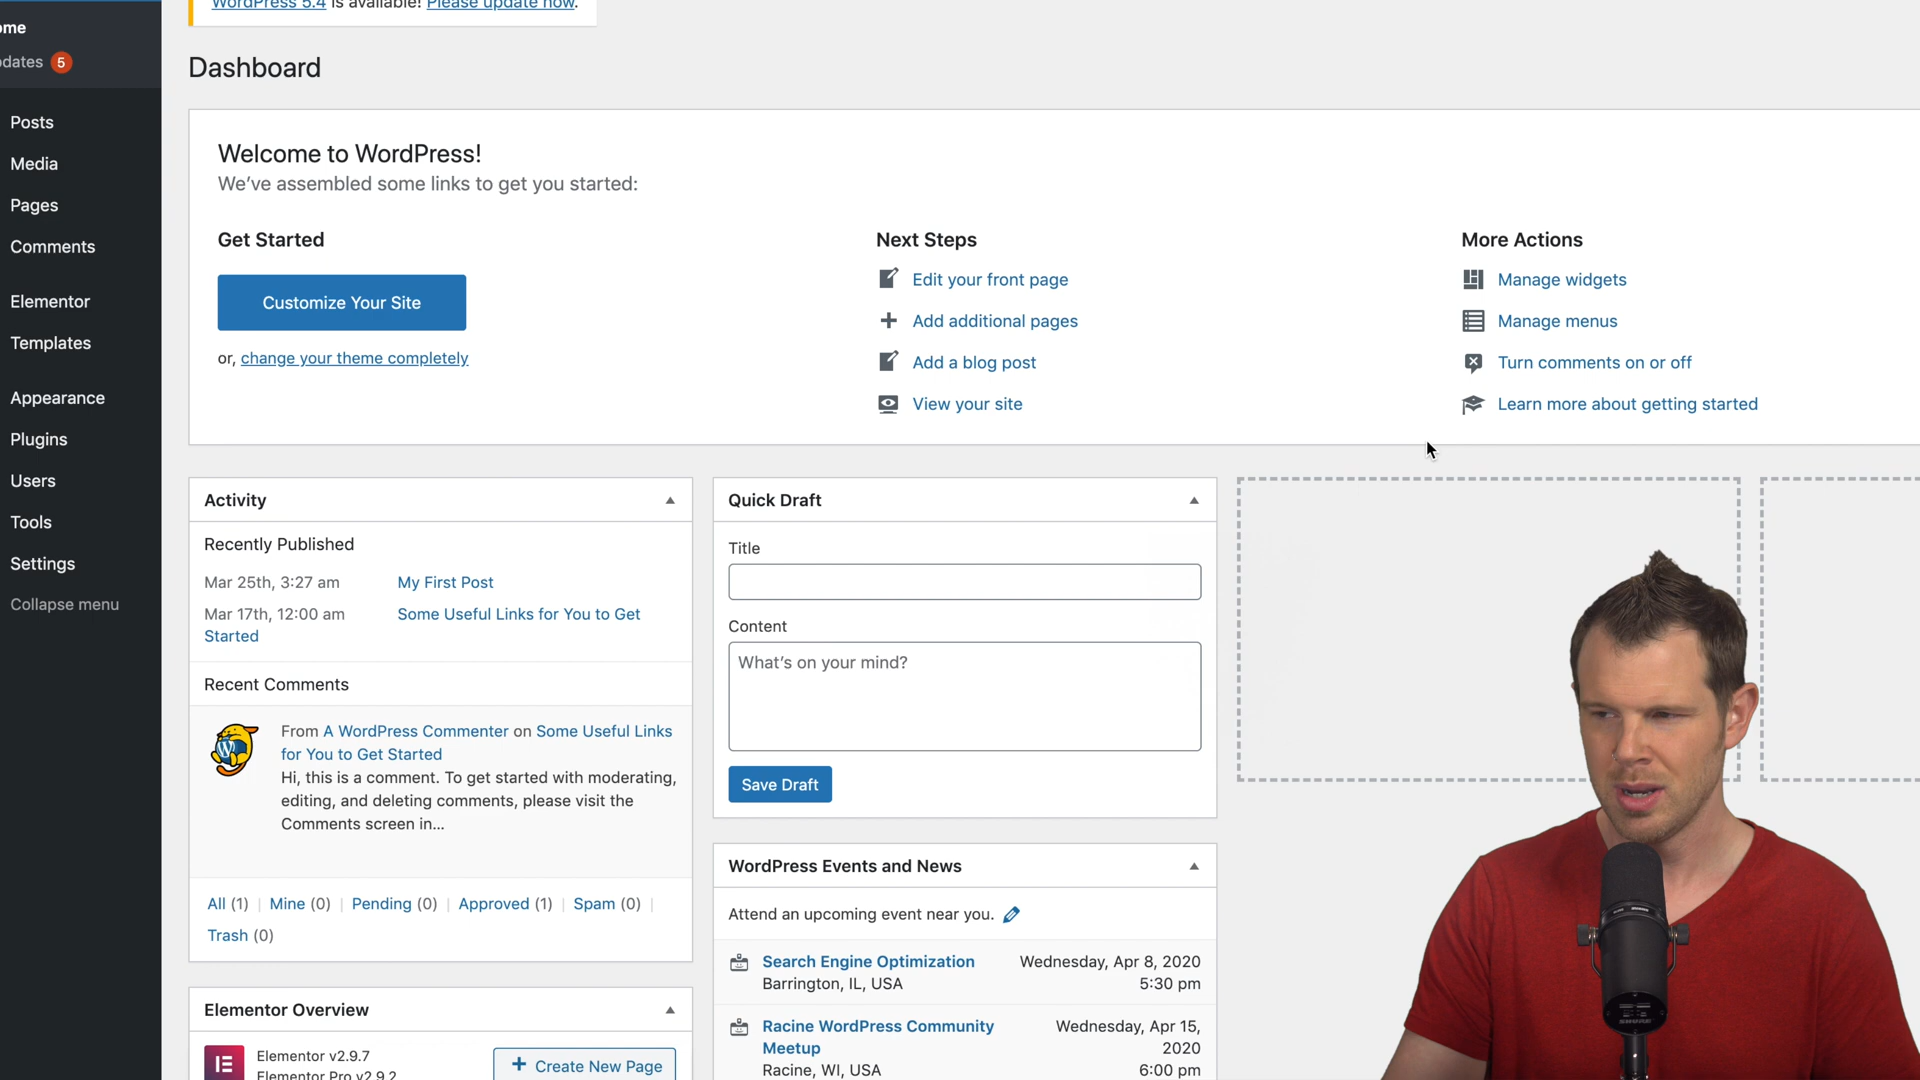 WordPress 5.4 is available! Please update now.
ome
dates 5
Posts
Media
Pages
Comments
Elementor
Templates
Appearance
Plugins
Users
Tools
Settings
Collapse menu
Dashboard
Welcome to WordPress!
We've assembled some links to get you started:
Get Started
Customize Your Site
or, change your theme completely
Next Steps
Edit your front page
Add additional pages
Add a blog post
View your site
More Actions
Manage widgets
Manage menus
Turn comments on or off
Learn more about getting started
Activity
Recently Published
Mar 25th, 3:27 am My First Post
Mar 17th, 12:00 am Some Useful Links for You to Get
Started
Recent Comments
From A WordPress Commenter on Some Useful Links
for You to Get Started
Hi, this is a comment. To get started with moderating,
editing, and deleting comments, please visit the
Comments screen in...
All (1) | Mine (0) | Pending (0) | Approved (1) | Spam (0) |
Trash (0)
Elementor Overview
Elementor v2.9.7
Elementor Pro v2.9.2
+ Create New Page
Quick Draft
Title
Content
What's on your mind?
Save Draft
WordPress Events and News
Attend an upcoming event near you.
Search Engine Optimization Wednesday, Apr 8, 2020
Barrington, IL, USA 5:30 pm
Racine WordPress Community Wednesday, Apr 15,
Meetup 2020
Racine, WI, USA 6:00 pm
SHURE